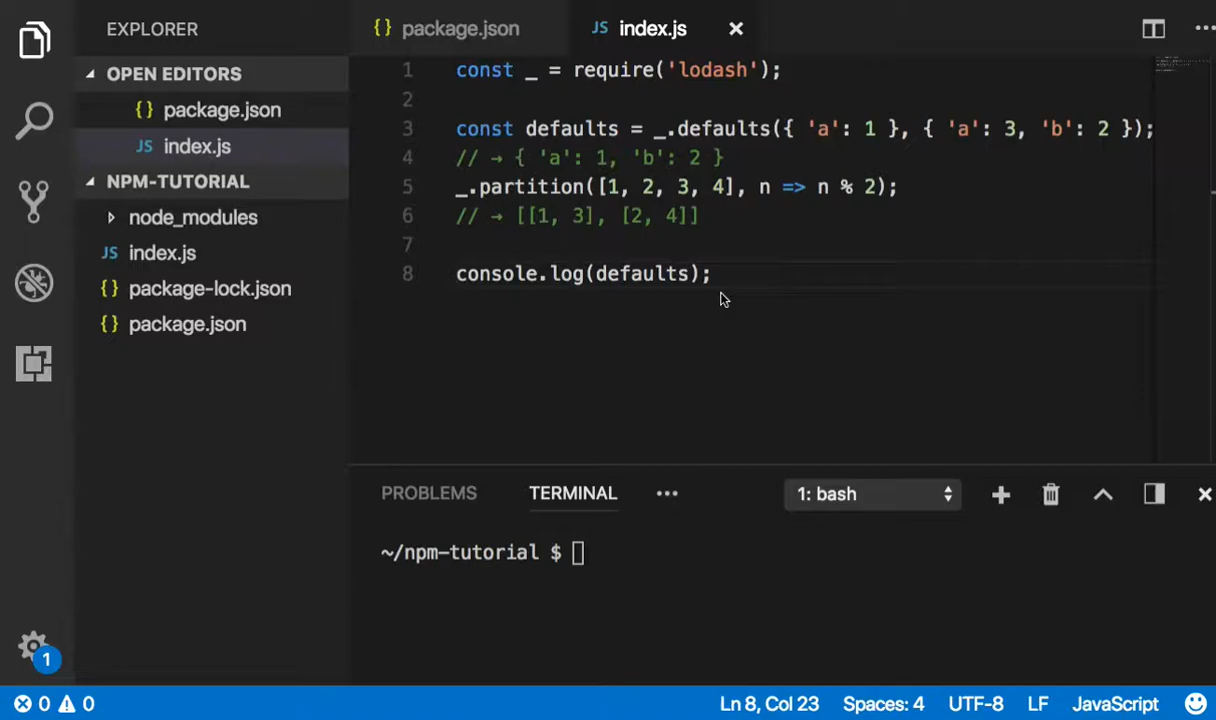 EXPLORER
OPEN EDITORS
{} package.json
JS index.js
NPM-TUTORIAL
node_modules
JS index.js
{} package-lock.json
{} package.json
1
{} package.json
JS index.js
1 const _ = require('lodash');
2
3 const defaults = _.defaults({ 'a': 1 }, { 'a': 3, 'b': 2 });
4 // → { 'a': 1, 'b': 2 }
5 _.partition([1, 2, 3, 4], n => n % 2);
6 // → [[1, 3], [2, 4]]
7
8 console.log(defaults);
PROBLEMS TERMINAL ••• 1: bash
~/npm-tutorial $
0 0 Ln 8, Col 23 Spaces: 4 UTF-8 LF JavaScript